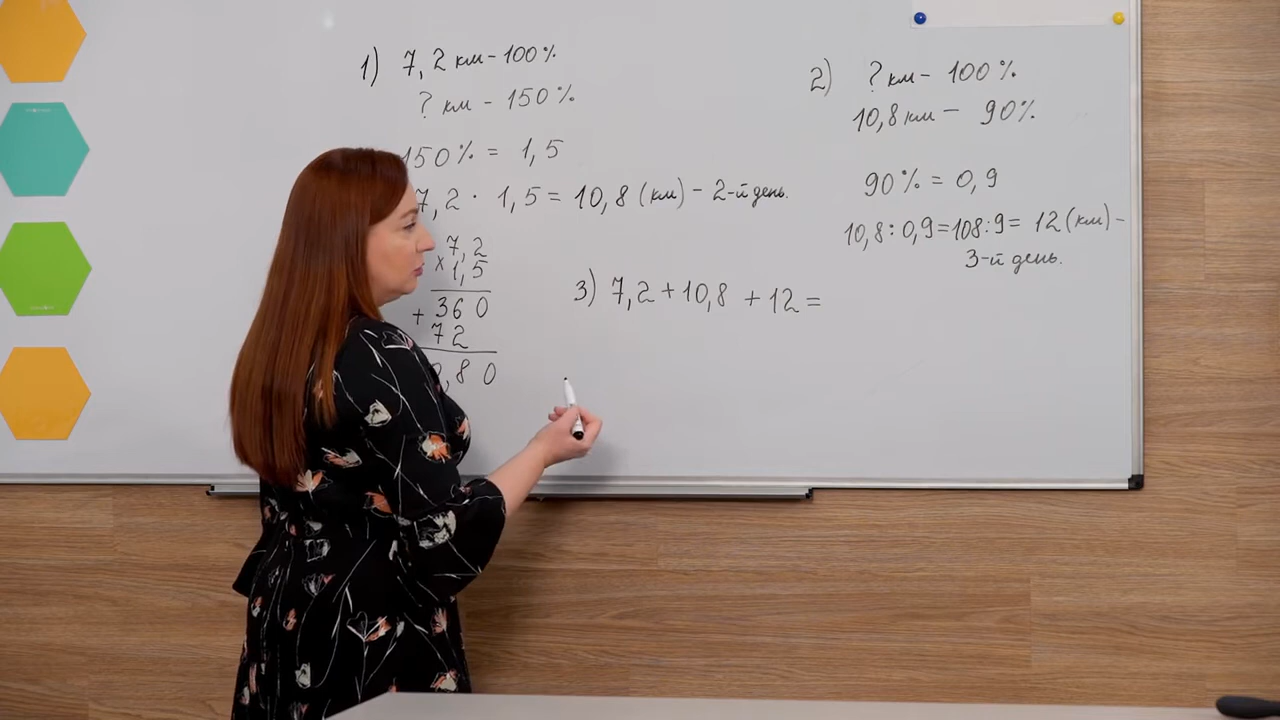 1) 7,2 км - 100%
? км - 150%
150% = 1,5
7,2 · 1,5 = 10,8 (км) - 2-й день.
7,2
× 1,5
360
+ 72
,80
2) ? км - 100%
10,8 км - 90%
90% = 0,9
10,8 : 0,9 = 108 : 9 = 12 (км) -
3-й день.
3) 7,2 + 10,8 + 12 =